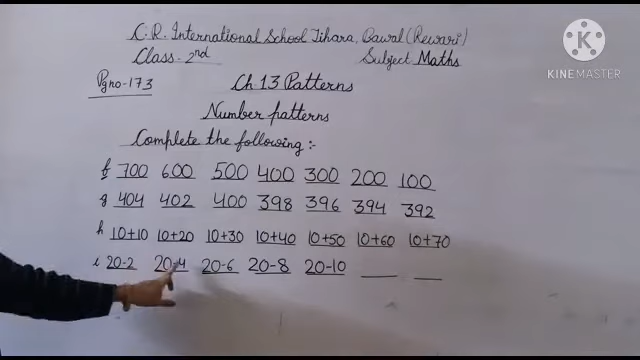 C.R. International School Jihara, Bawal (Rewari)
Class-2nd Subject Maths
Pg no-173 Ch 13 Patterns
Number patterns
Complete the following:-
f 700 600 500 400 300 200 100
g 404 402 400 398 396 394 392
h 10+10 10+20 10+30 10+40 10+50 10+60 10+70
i 20-2 20-4 20-6 20-8 20-10
KINEMASTER